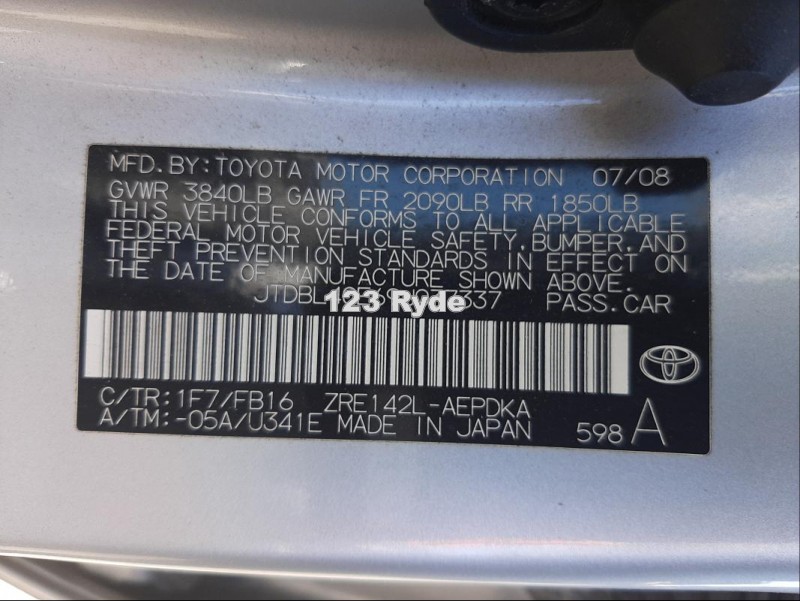 MFD. BY: TOYOTA MOTOR CORPORATION 07/08
GVWR 3840LB GAWR FR 2090LB RR 1850LB
THIS VEHICLE CONFORMS TO ALL APPLICABLE
FEDERAL MOTOR VEHICLE SAFETY, BUMPER, AND
THEFT PREVENTION STANDARDS IN EFFECT ON
THE DATE OF MANUFACTURE SHOWN ABOVE.
PASS. CAR
123 Ryde
C/TR: 1F7/FB16 ZRE142L-AEPDKA
A/TM: -05A/U341E MADE IN JAPAN 598 A